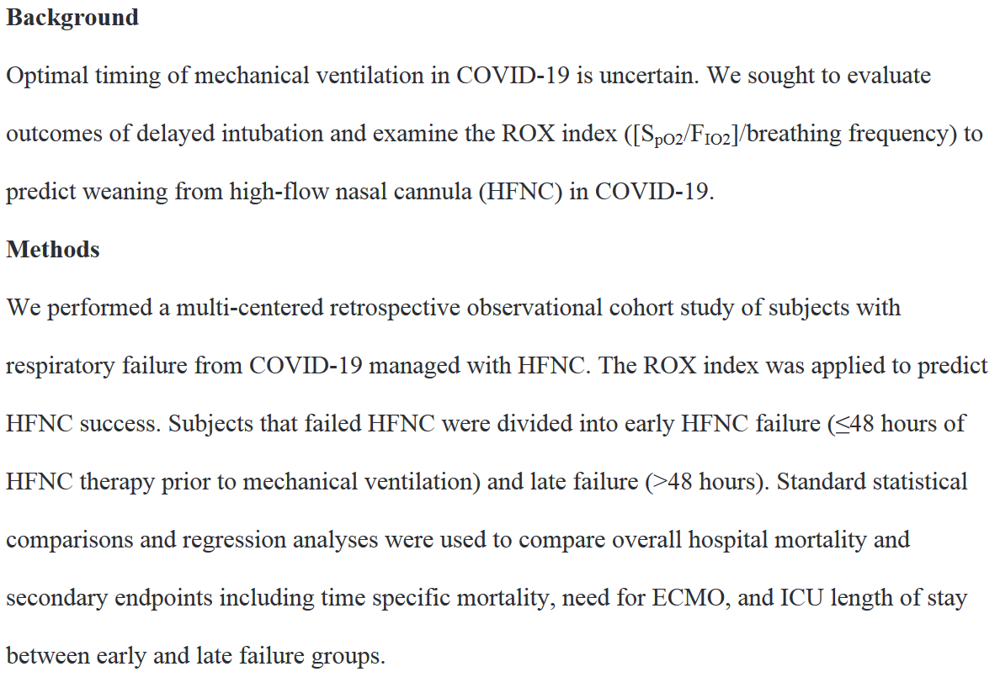 Background
Optimal timing of mechanical ventilation in COVID-19 is uncertain. We sought to evaluate
outcomes of delayed intubation and examine the ROX index ([SpO2/FIO2]/breathing frequency) to
predict weaning from high-flow nasal cannula (HFNC) in COVID-19.
Methods
We performed a multi-centered retrospective observational cohort study of subjects with
respiratory failure from COVID-19 managed with HFNC. The ROX index was applied to predict
HFNC success. Subjects that failed HFNC were divided into early HFNC failure (≤48 hours of
HFNC therapy prior to mechanical ventilation) and late failure (>48 hours). Standard statistical
comparisons and regression analyses were used to compare overall hospital mortality and
secondary endpoints including time specific mortality, need for ECMO, and ICU length of stay
between early and late failure groups.